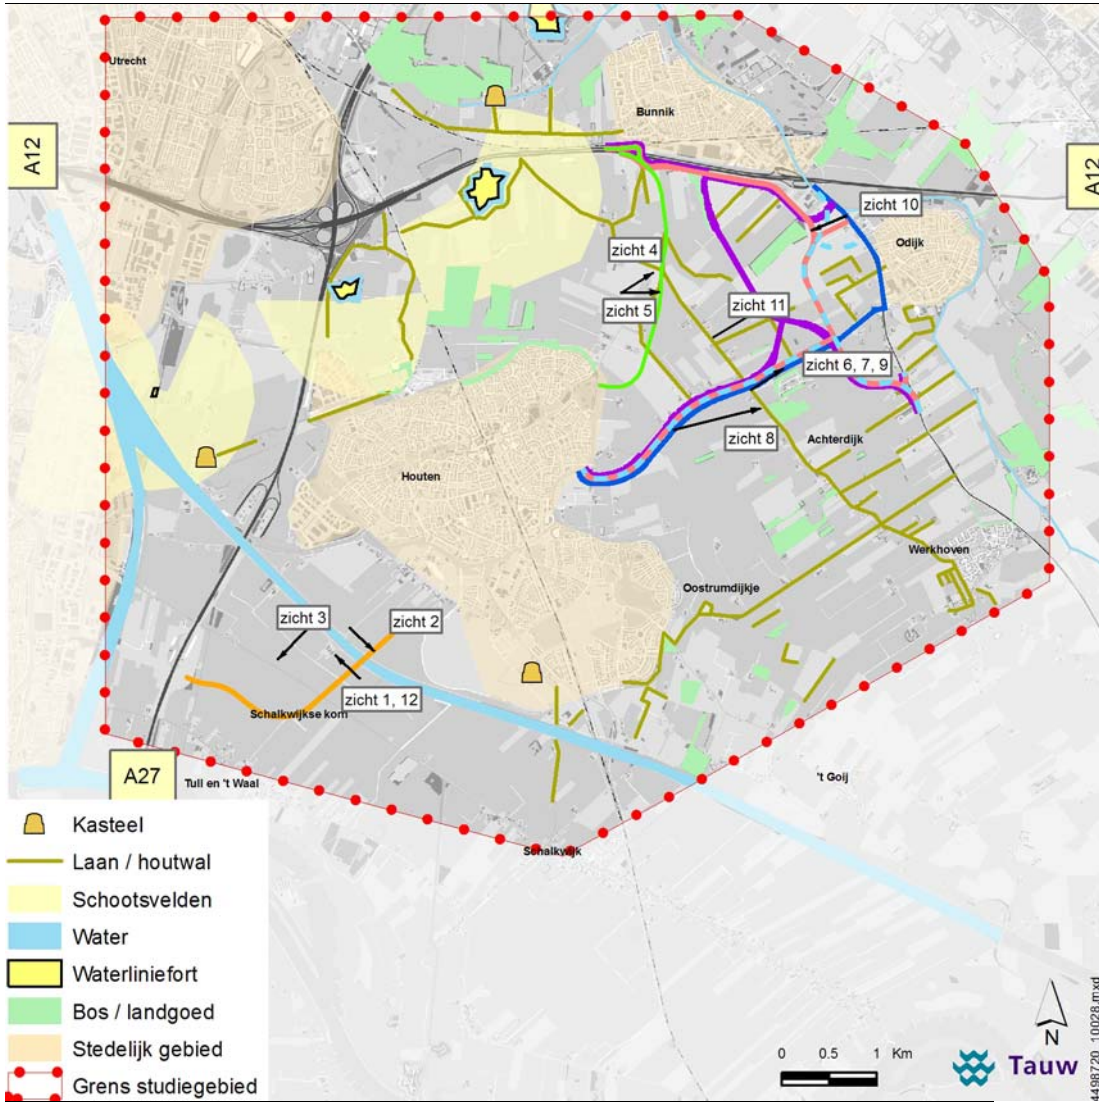 Utrecht
Bunnik
A12
A12
zicht 10
Odijk
zicht 4
zicht 5
zicht 11
zicht 6, 7, 9
zicht 8
Achterdijk
Houten
Werkhoven
Oostrumdijkje
zicht 3
zicht 2
zicht 1, 12
Schalkwijkse kom
A27
Tull en 't Waal
't Goij
Schalkwijk
Kasteel
Laan / houtwal
Schootsvelden
Water
Waterliniefort
Bos / landgoed
Stedelijk gebied
Grens studiegebied
0 0.5 1 Km
N
Tauw
4498720_10028.mxd